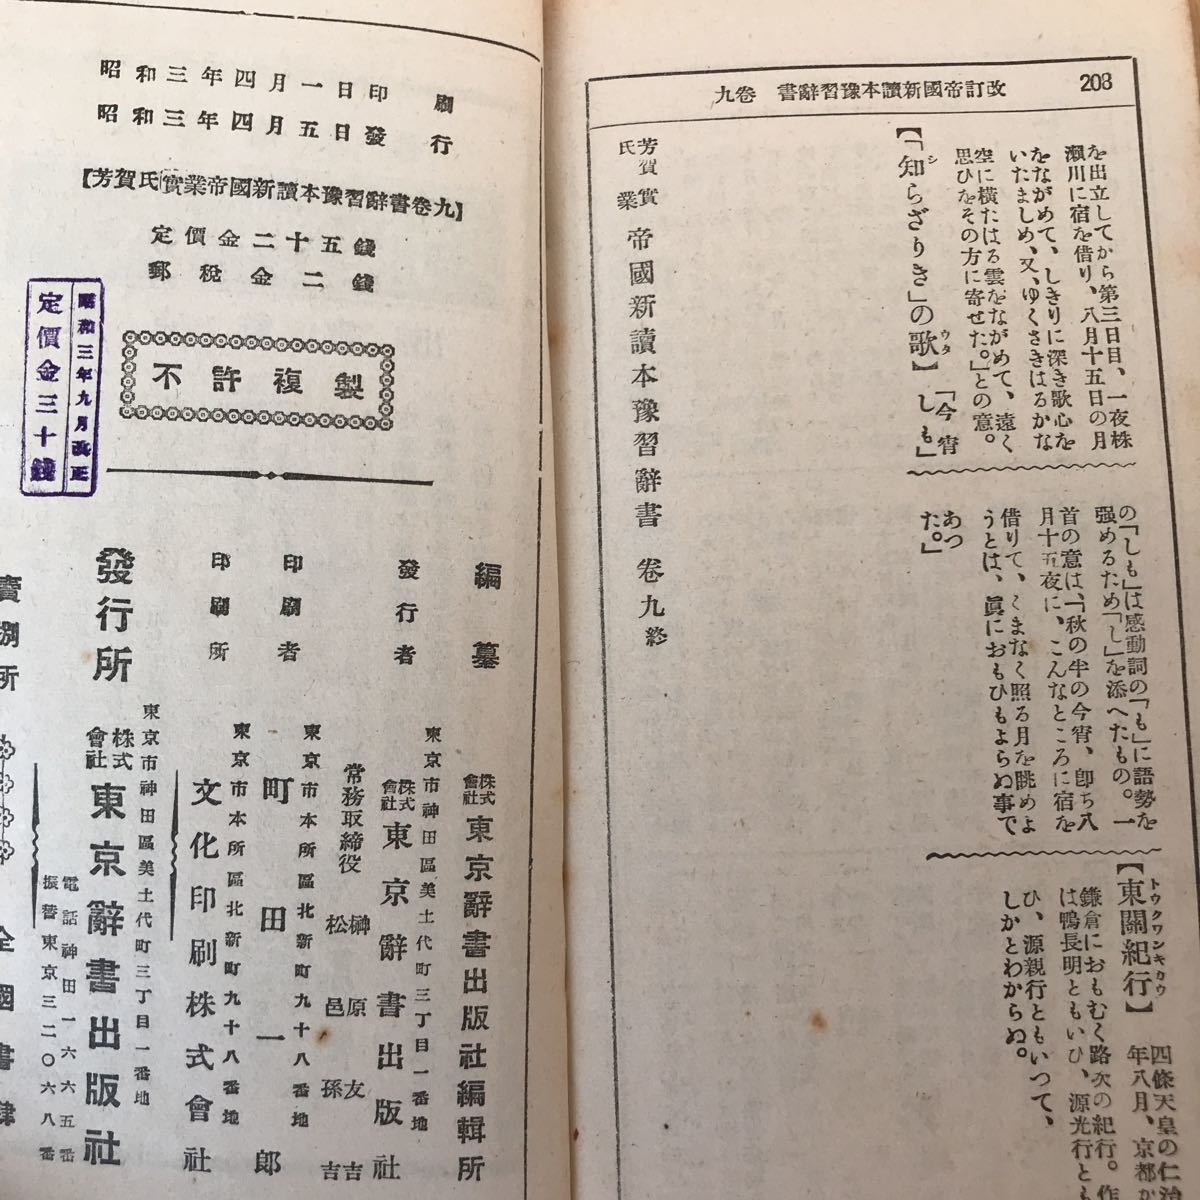 208
改訂帝國新讀本豫習辭書　卷九
を出立してから第三日目、一夜株
瀨川に宿を借り、八月十五日の月
をながめて、しきりに深き歌心を
いたましめ、又、ゆくさきはるかな
空に橫たはる雲をながめて、遠く
思ひをその方に寄せた。」との意。
【「知らざりき」の歌】
シ
ウタ
「今宵
しも」
の「しも」は感動詞の「も」に語勢を
强めるため「し」を添へたもの。一
首の意は、「秋の半の今宵、卽ち八
月十五夜に、こんなところに宿を
借りて、くまなく照る月を眺めよ
うとは、眞におもひもよらぬ事で
あつ
た。」
【東關紀行】
トウクワンキカウ
四條天皇の仁治
年八月、京都か
鎌倉におもむく路次の紀行。作
は鴨長明ともいひ、源光行とも
ひ、源親行ともいつて、
しかとわからぬ。
芳賀氏
實業
帝國新讀本豫習辭書　卷九終
昭和三年四月一日印刷
昭和三年四月五日發行
【芳賀氏實業帝國新讀本豫習辭書卷九】
定價金二十五錢
郵稅金二錢
不許複製
昭和三年九月改正
定價金三十錢
編纂
株式會社
東京辭書出版社編輯所
發行者
東京市神田區美土代町三丁目一番地
株式會社
東京辭書出版社
常務取締役
榊原友吉
松邑孫吉
印刷者
東京市本所區北新町九十八番地
町田一郎
印刷所
東京市本所區北新町九十八番地
文化印刷株式會社
發行所
東京市神田區美土代町三丁目一番地
株式會社
東京辭書出版社
電話神田一六六五番
振替東京三二〇六八番
賣捌所
全國書肆